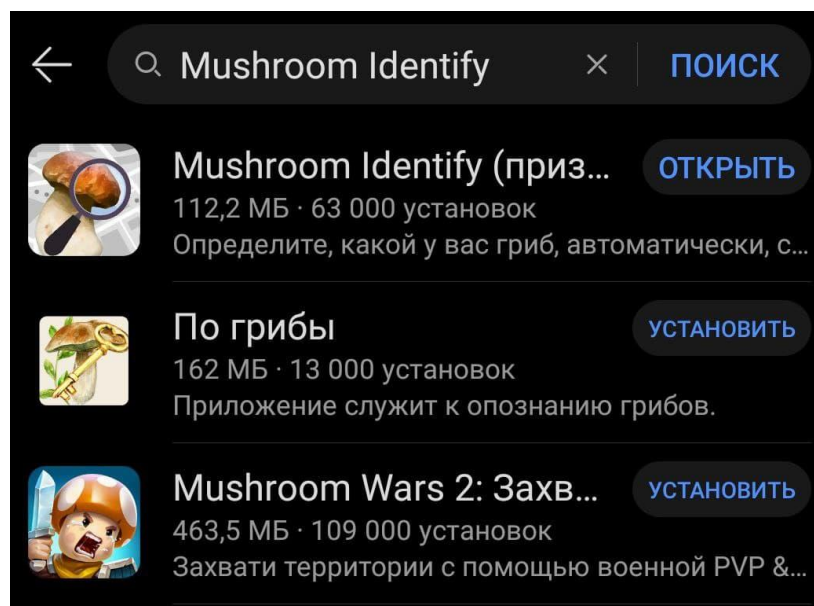 Mushroom Identify ПОИСК
Mushroom Identify (приз... ОТКРЫТЬ
112,2 МБ · 63 000 установок
Определите, какой у вас гриб, автоматически, с...
По грибы УСТАНОВИТЬ
162 МБ · 13 000 установок
Приложение служит к опознанию грибов.
Mushroom Wars 2: Захв... УСТАНОВИТЬ
463,5 МБ · 109 000 установок
Захвати территории с помощью военной PVP &...